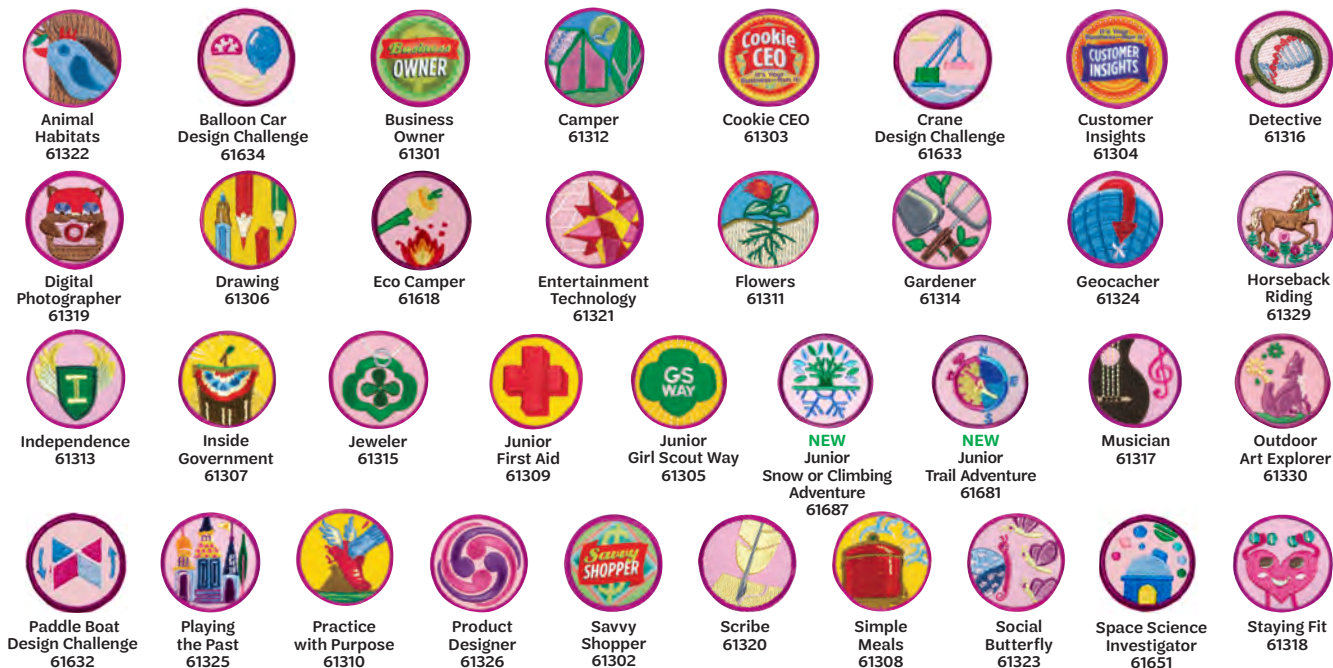 Business
OWNER
Cookie
CEO
IT'S YOUR
BUSINESS—RUN IT!
IT'S YOUR
BUSINESS—RUN IT!
CUSTOMER
INSIGHTS
Animal
Habitats
61322
Balloon Car
Design Challenge
61634
Business
Owner
61301
Camper
61312
Cookie CEO
61303
Crane
Design Challenge
61633
Customer
Insights
61304
Detective
61316
Digital
Photographer
61319
Drawing
61306
Eco Camper
61618
Entertainment
Technology
61321
Flowers
61311
Gardener
61314
Geocacher
61324
Horseback
Riding
61329
I
GS
WAY
N
E
S
Independence
61313
Inside
Government
61307
Jeweler
61315
Junior
First Aid
61309
Junior
Girl Scout Way
61305
NEW
Junior
Snow or Climbing
Adventure
61687
NEW
Junior
Trail Adventure
61681
Musician
61317
Outdoor
Art Explorer
61330
Savvy
SHOPPER
Paddle Boat
Design Challenge
61632
Playing
the Past
61325
Practice
with Purpose
61310
Product
Designer
61326
Savvy
Shopper
61302
Scribe
61320
Simple
Meals
61308
Social
Butterfly
61323
Space Science
Investigator
61651
Staying Fit
61318